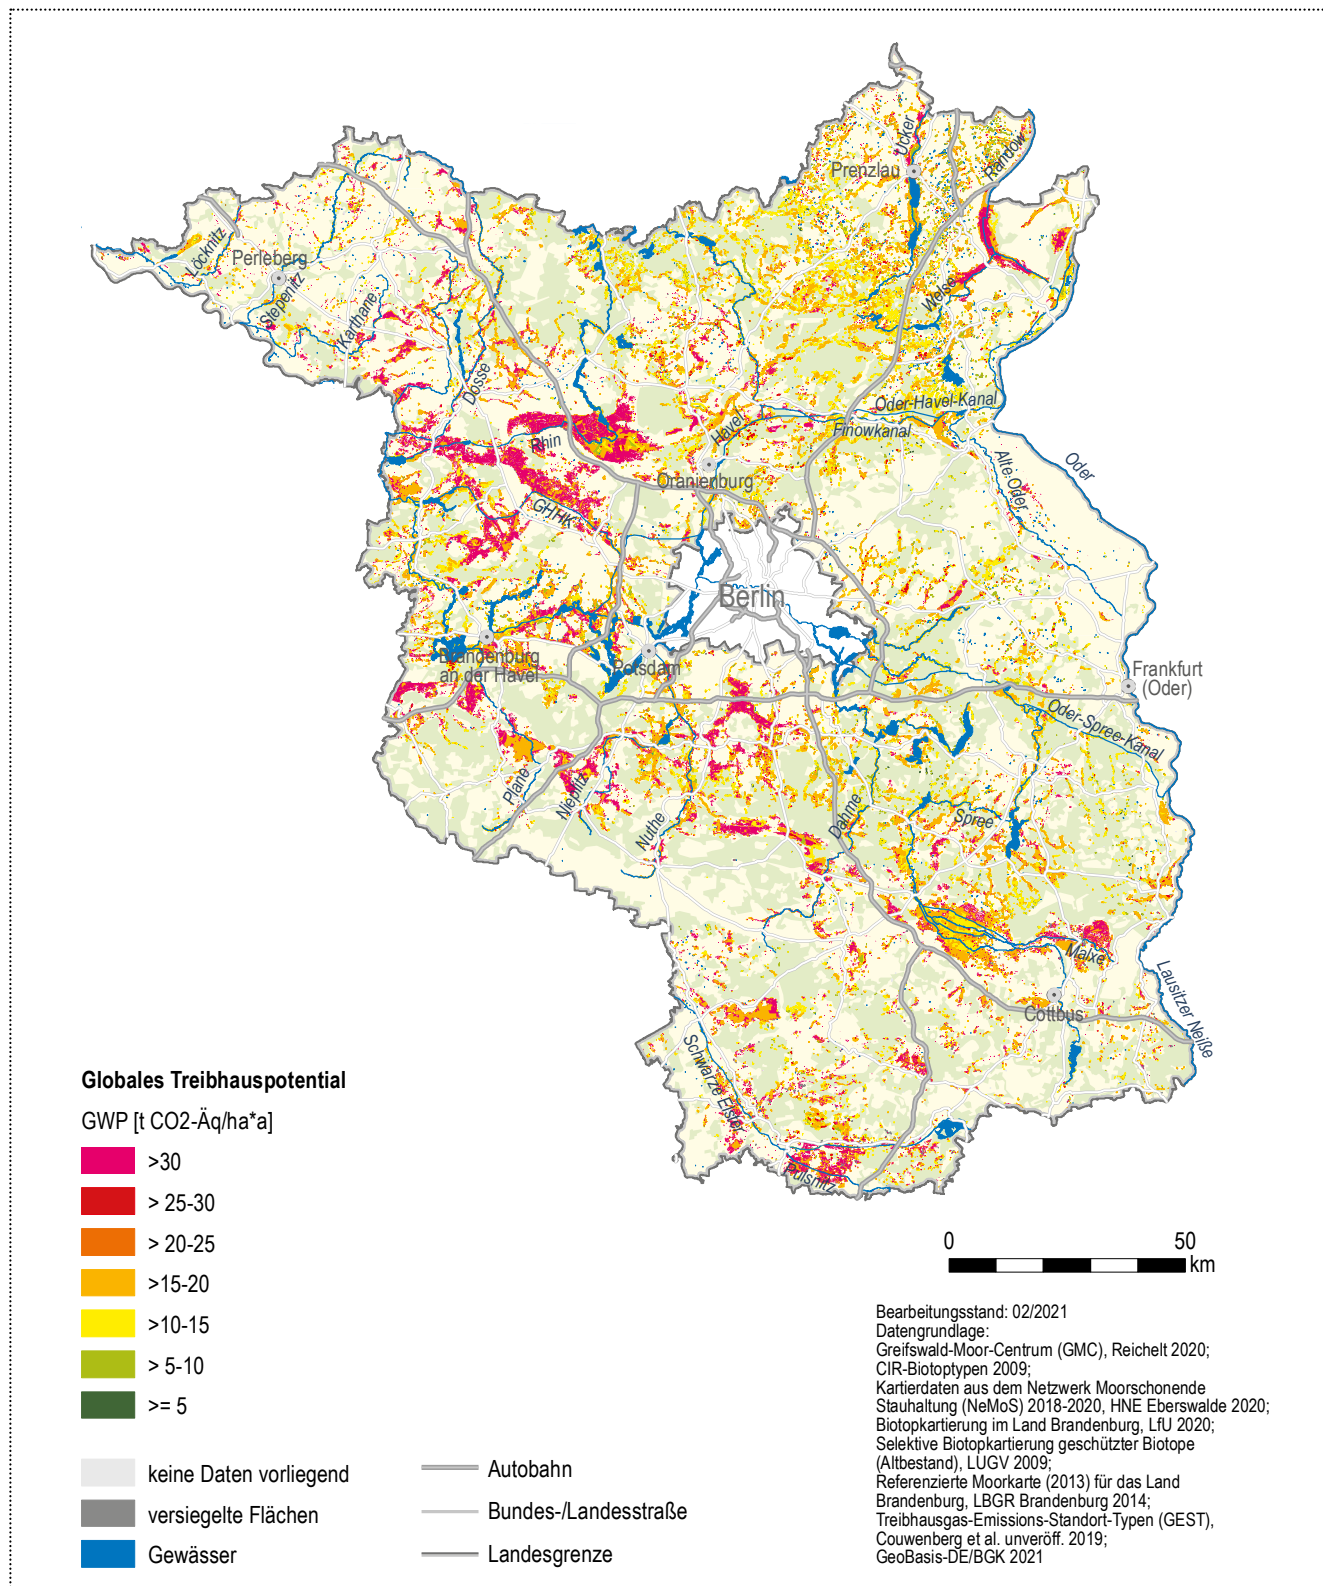 Ucker
Prenzlau
Randow
Löcknitz
Perleberg
Stepenitz
Karthane
Welse
Dosse
Oder-Havel-Kanal
Havel
Finowkanal
Rhin
Oranienburg
Oder
Alte Oder
GHHK
Berlin
Brandenburg
an der Havel
Potsdam
Frankfurt
(Oder)
Oder-Spree-Kanal
Plane
Nieplitz
Nuthe
Dahme
Spree
Malxe
Lausitzer Neiße
Cottbus
Schwarze Elster
Pulsnitz
Globales Treibhauspotential
GWP [t CO2-Äq/ha*a]
>30
> 25-30
> 20-25
>15-20
>10-15
> 5-10
>= 5
keine Daten vorliegend
versiegelte Flächen
Gewässer
Autobahn
Bundes-/Landesstraße
Landesgrenze
0 50
km
Bearbeitungsstand: 02/2021
Datengrundlage:
Greifswald-Moor-Centrum (GMC), Reichelt 2020;
CIR-Biotoptypen 2009;
Kartierdaten aus dem Netzwerk Moorschonende
Stauhaltung (NeMoS) 2018-2020, HNE Eberswalde 2020;
Biotopkartierung im Land Brandenburg, LfU 2020;
Selektive Biotopkartierung geschützter Biotope
(Altbestand), LUGV 2009;
Referenzierte Moorkarte (2013) für das Land
Brandenburg, LBGR Brandenburg 2014;
Treibhausgas-Emissions-Standort-Typen (GEST),
Couwenberg et al. unveröff. 2019;
GeoBasis-DE/BGK 2021